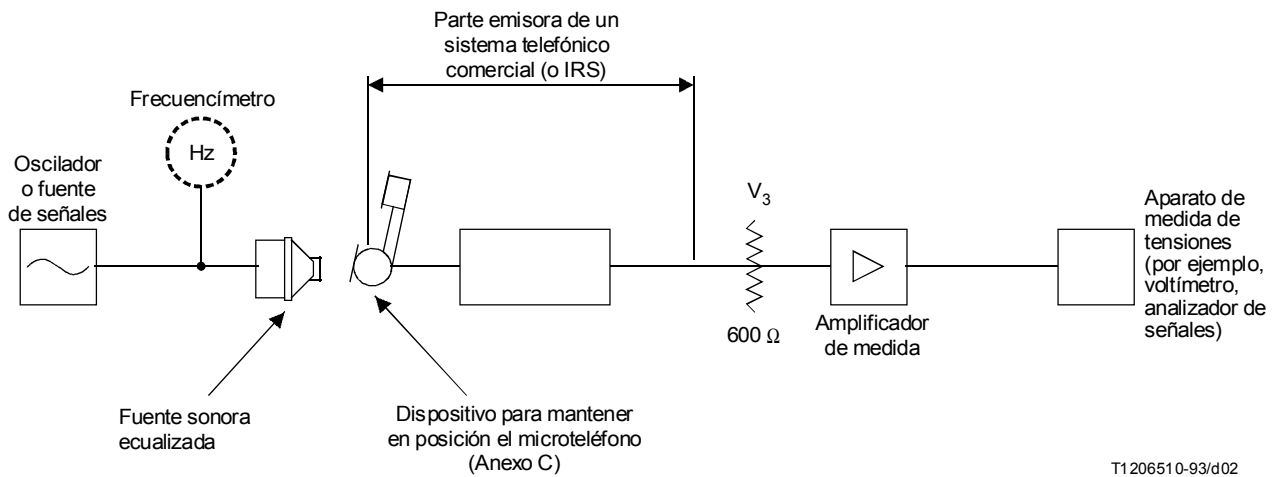 Parte emisora de un
sistema telefónico
comercial (o IRS)
Frecuencímetro
Hz
Oscilador
o fuente
de señales
V3
Aparato de
medida de
tensiones
(por ejemplo,
voltímetro,
analizador de
señales)
600 Ω
Amplificador
de medida
Fuente sonora
ecualizada
Dispositivo para mantener
en posición el microteléfono
(Anexo C)
T1206510-93/d02